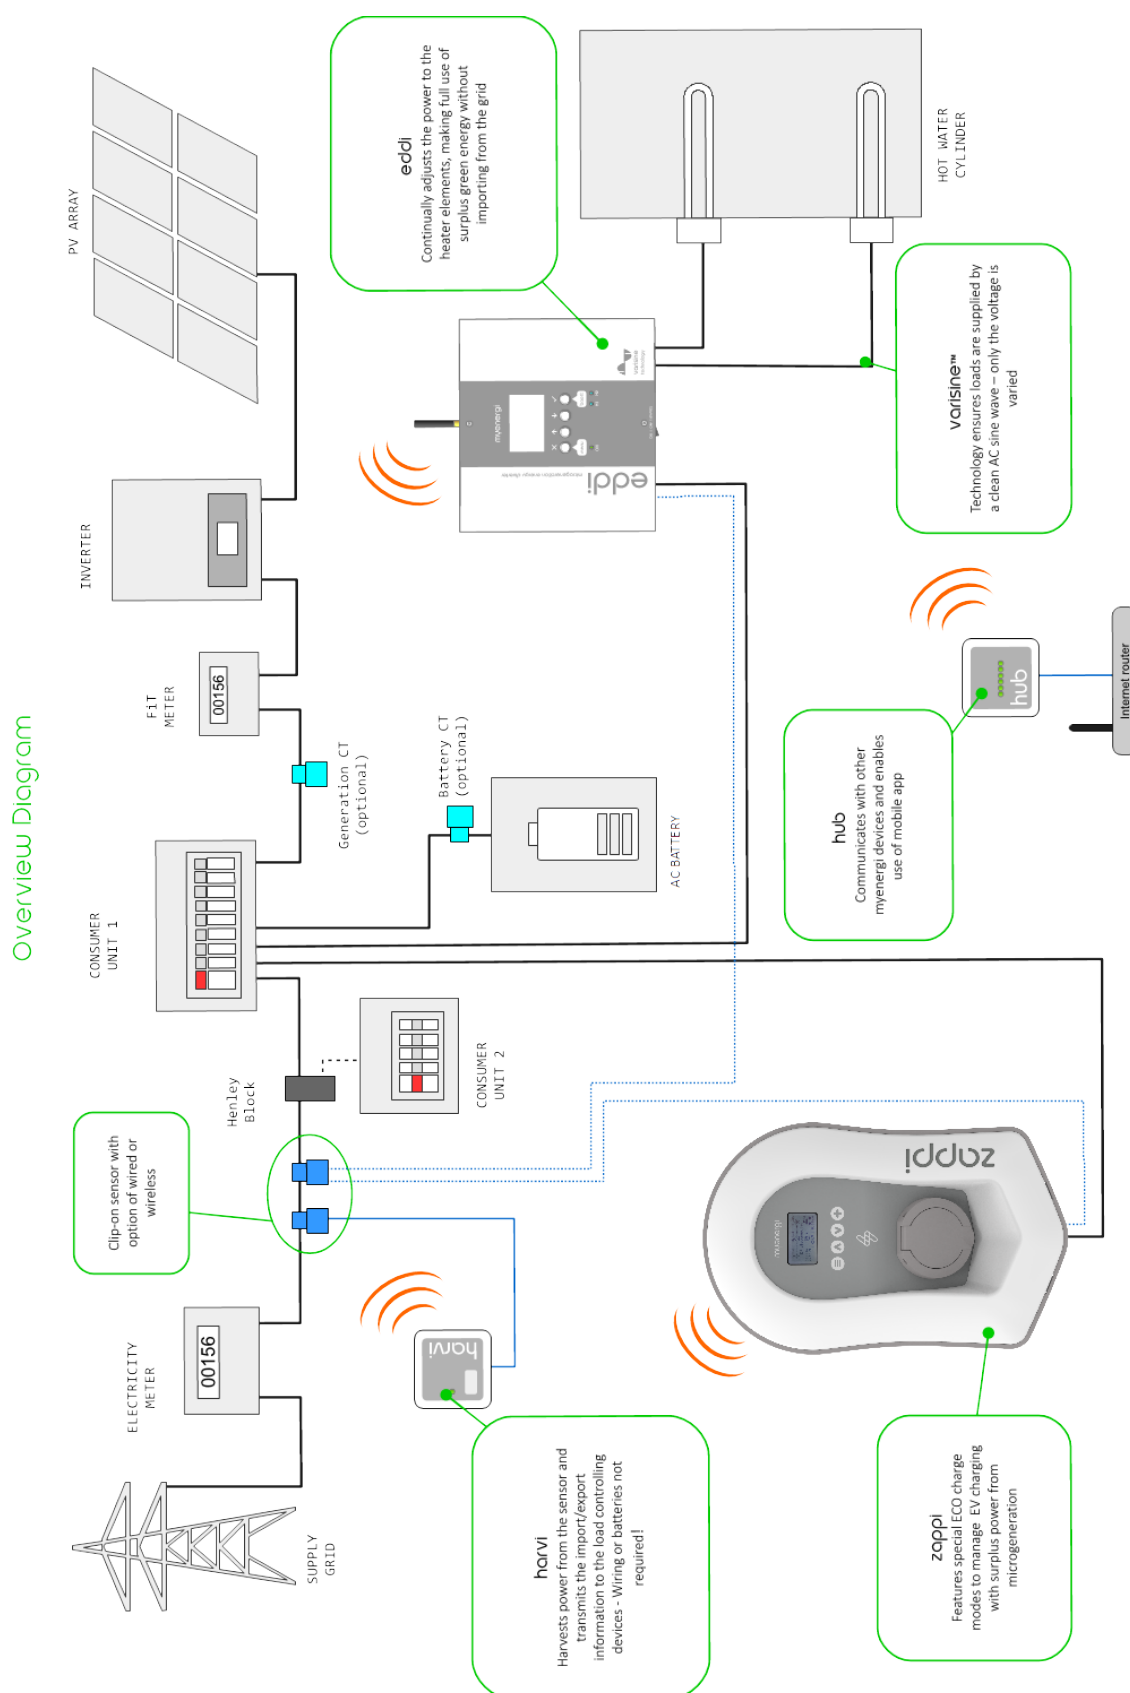 Overview Diagram
SUPPLY
GRID
ELECTRICITY
METER
00156
Clip-on sensor with
option of wired or
wireless
Henley
Block
CONSUMER
UNIT 1
CONSUMER
UNIT 2
Generation CT
(optional)
FiT
METER
00156
INVERTER
PV ARRAY
Battery CT
(optional)
AC BATTERY
eddi
Continually adjusts the power to the
heater elements, making full use of
surplus green energy without
importing from the grid
myenergi
eddi
microgeneration energy diverter
varisine
technology
HOT WATER
CYLINDER
varisine™
Technology ensures loads are supplied by
a clean AC sine wave – only the voltage is
varied
harvi
harvi
Harvests power from the sensor and
transmits the import/export
information to the load controlling
devices - Wiring or batteries not
required!
zappi
myenergi
zappi
Features special ECO charge
modes to manage EV charging
with surplus power from
microgeneration
hub
Communicates with other
myenergi devices and enables
use of mobile app
hub
Internet router